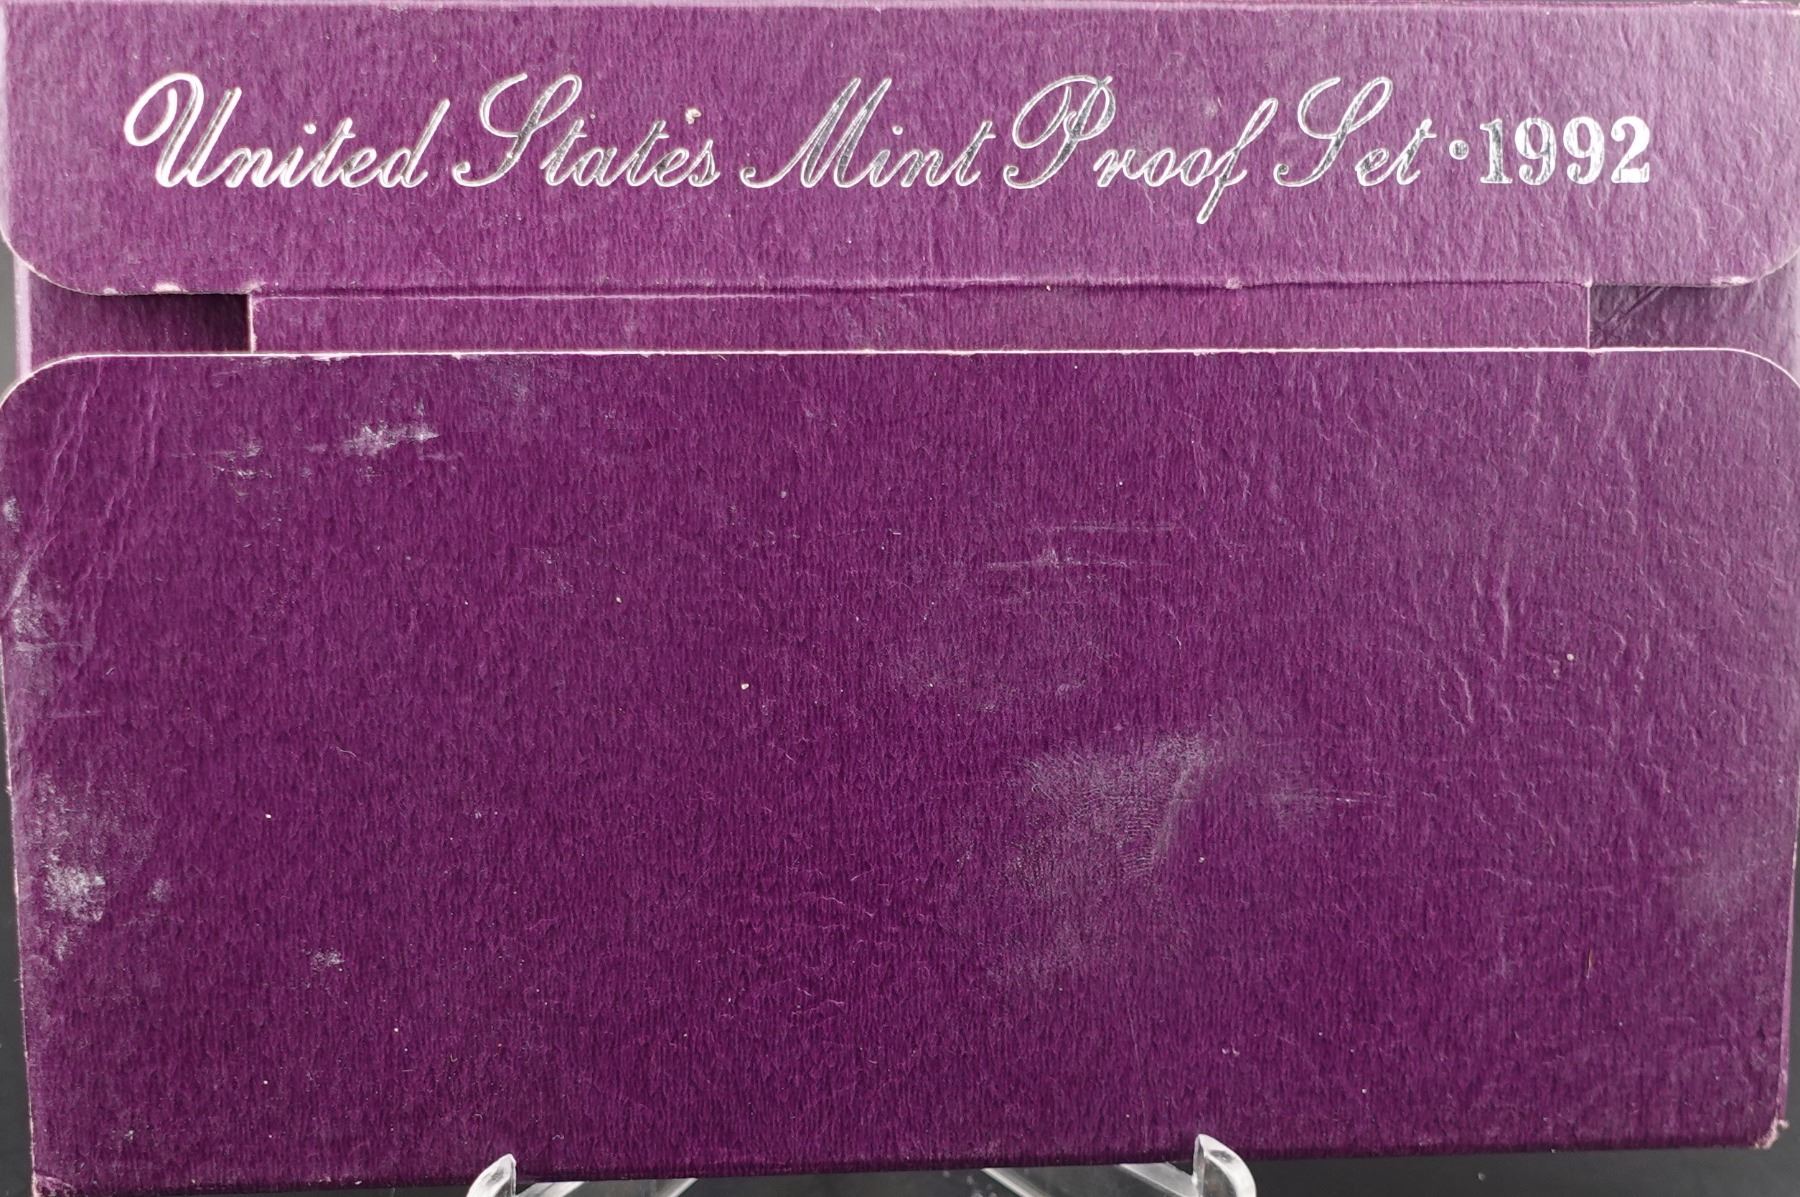 United States Mint Proof Set · 1992